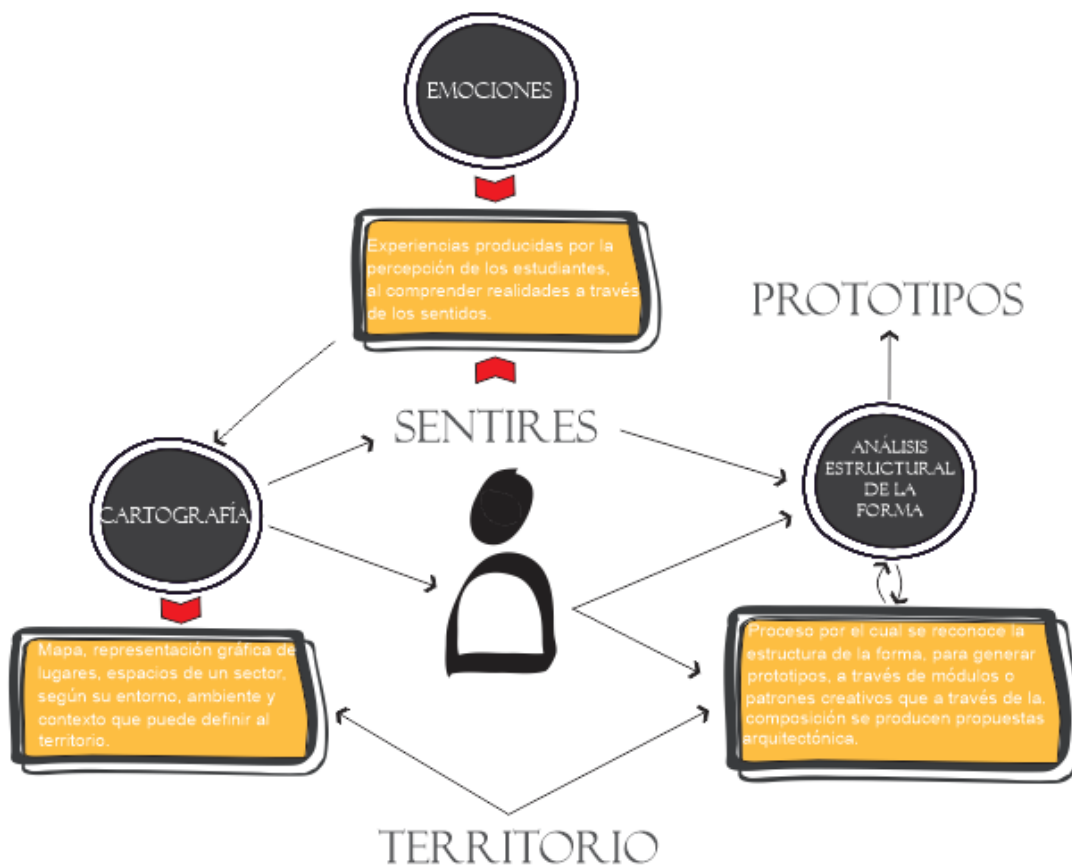 EMOCIONES
Experiencias producidas por la
percepción de los estudiantes,
al comprender realidades a través
de los sentidos.
PROTOTIPOS
SENTIRES
CARTOGRAFÍA
ANÁLISIS
ESTRUCTURAL
DE LA
FORMA
Mapa, representación gráfica de
lugares, espacios de un sector,
según su entorno, ambiente y
contexto que puede definir al
territorio.
Proceso por el cual se reconoce la
estructura de la forma, para generar
prototipos, a través de módulos o
patrones creativos que a través de la.
composición se producen propuestas
arquitectónica.
TERRITORIO